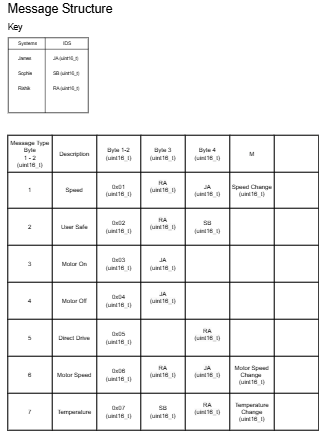 Message Structure
Key
Systems IDS
James JA (uint16_t)
Sophie SB (uint16_t)
RA (uint16_t)
Message Type
Byte
1 - 2
(uint16_t)
Description
Byte 1-2
(uint16_t)
Byte 3
(uint16_t)
Byte 4
(uint16_t)
M
1
Speed
0x01
(uint16_t)
RA
(uint16_t)
JA
(uint16_t)
Speed Change
(uint16_t)
2
User Safe
0x02
(uint16_t)
RA
(uint16_t)
SB
(uint16_t)
3
Motor On
0x03
(uint16_t)
JA
(uint16_t)
4
Motor Off
0x04
(uint16_t)
JA
(uint16_t)
5
Direct Drive
0x05
(uint16_t)
RA
(uint16_t)
6
Motor Speed
0x06
(uint16_t)
RA
(uint16_t)
JA
(uint16_t)
Motor Speed
Change
(uint16_t)
7
Temperature
0x07
(uint16_t)
SB
(uint16_t)
RA
(uint16_t)
Temperature
Change
(uint16_t)